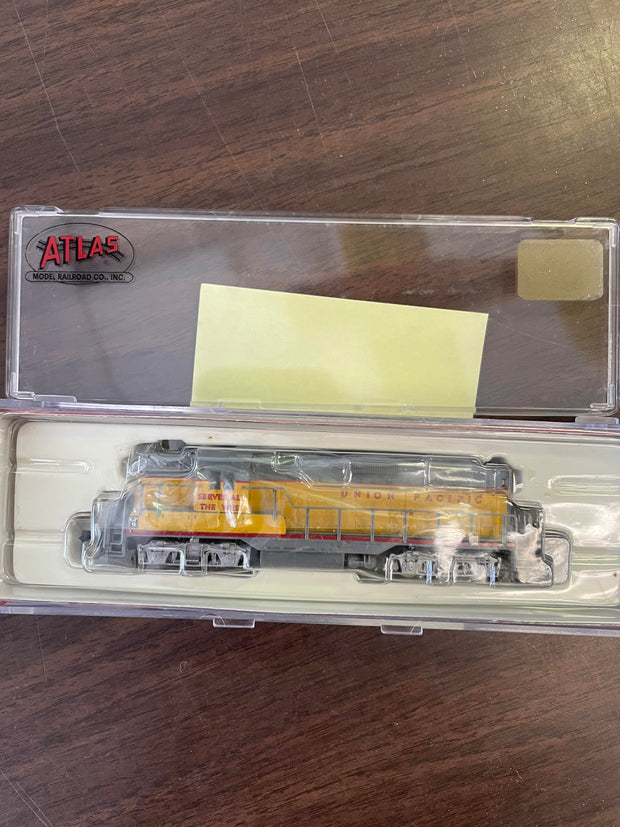 ATLAS
MODEL RAILROAD CO., INC.
UNION PACIFIC
SERVES ALL
THE WEST